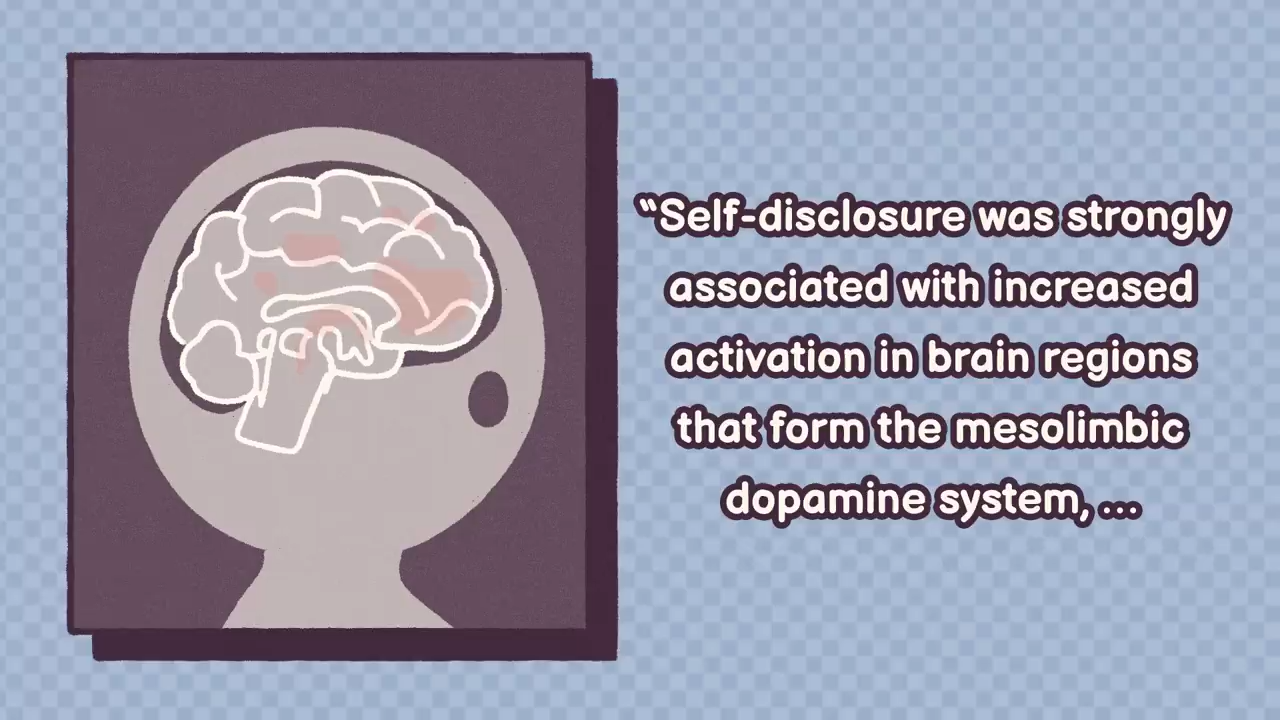 “Self-disclosure was strongly
associated with increased
activation in brain regions
that form the mesolimbic
dopamine system, ...